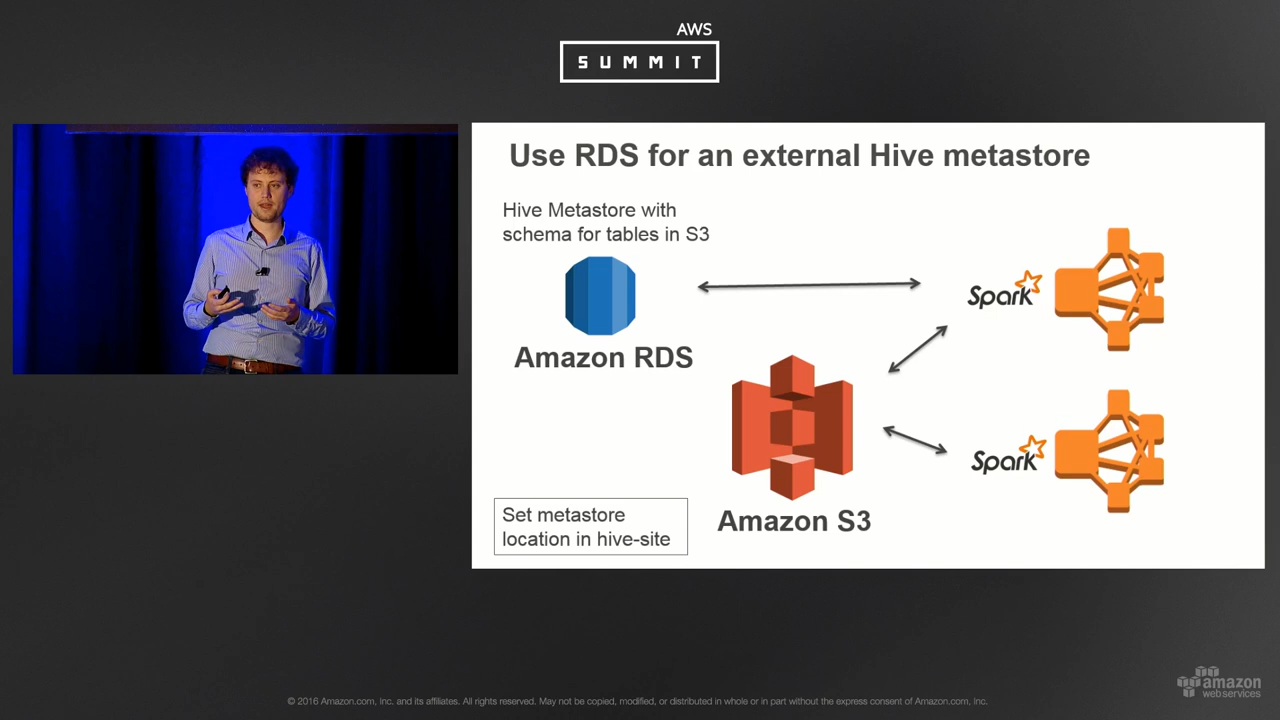 AWS
SUMMIT
Use RDS for an external Hive metastore
Hive Metastore with
schema for tables in S3
Spark
Amazon RDS
Spark
Set metastore
location in hive-site
Amazon S3
amazon
web services
© 2016 Amazon.com, Inc. and its affiliates. All rights reserved. May not be copied, modified, or distributed in whole or in part without the express consent of Amazon.com, Inc.